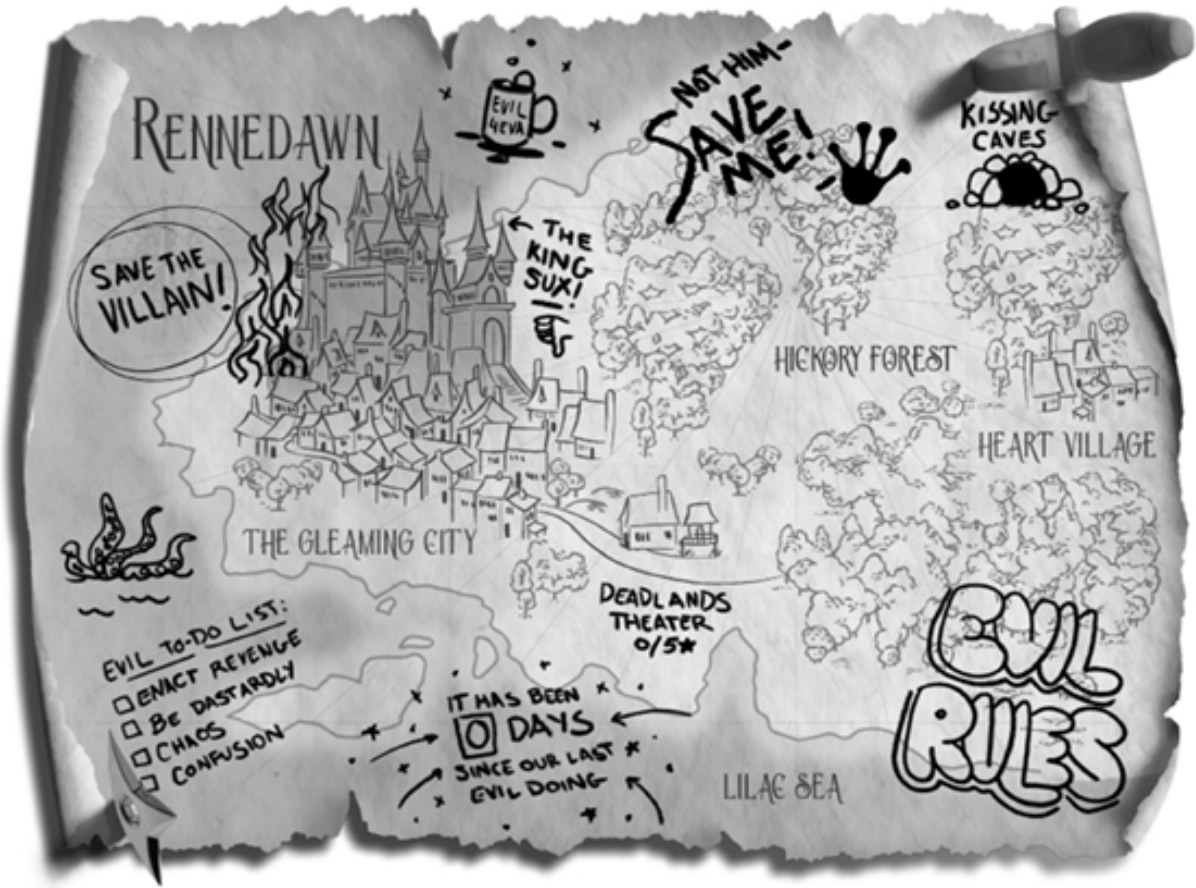 RENNEDAWN
EVIL
4EVA
NOT HIM-
SAVE
ME!
KISSING
CAVES
SAVE THE
VILLAIN!
THE
KING
SUX!
HICKORY FOREST
HEART VILLAGE
THE GLEAMING CITY
DEADLANDS
THEATER
0/5★
EVIL TO-DO LIST:
ENACT REVENGE
BE DASTARDLY
CHAOS
CONFUSION
IT HAS BEEN
0 DAYS
SINCE OUR LAST
EVIL DOING
LILAC SEA
EVIL
RULES